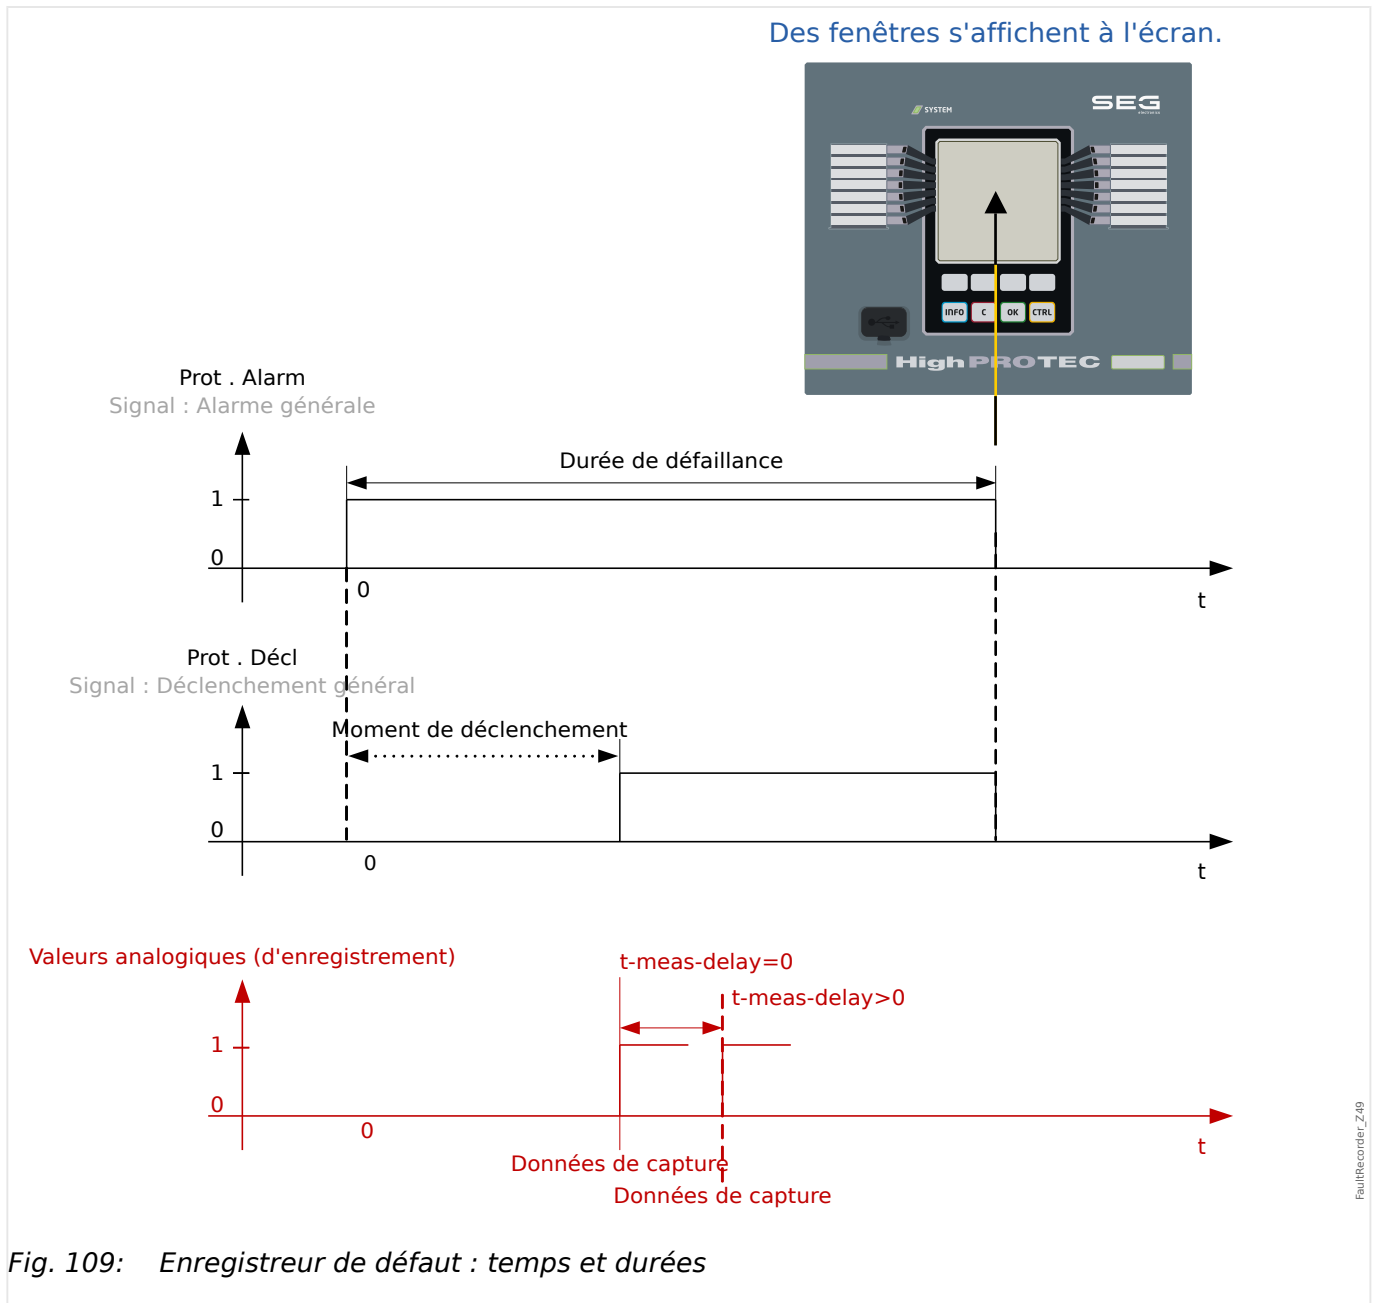 Des fenêtres s'affichent à l'écran.
SYSTEM
SEG
electronics
INFO
C
OK
CTRL
HighPROTEC
Prot . Alarm
Signal : Alarme générale
Durée de défaillance
1
0
0
t
Prot . Décl
Signal : Déclenchement général
Moment de déclenchement
1
0
0
t
Valeurs analogiques (d'enregistrement)
t-meas-delay=0
t-meas-delay>0
1
0
0
t
Données de capture
Données de capture
FaultRecorder_Z49
Fig. 109: Enregistreur de défaut : temps et durées